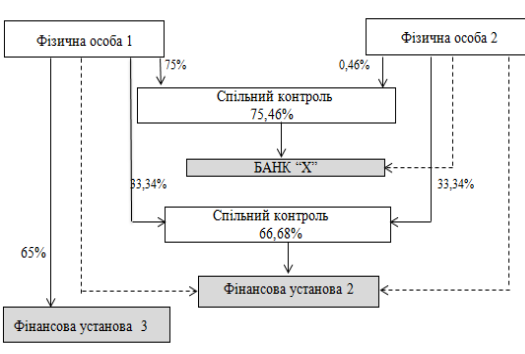 Фізична особа 1
Фізична особа 2
75%
0,46%
Спільний контроль
75,46%
БАНК “X”
33,34%
33,34%
Спільний контроль
66,68%
65%
Фінансова установа 2
Фінансова установа 3